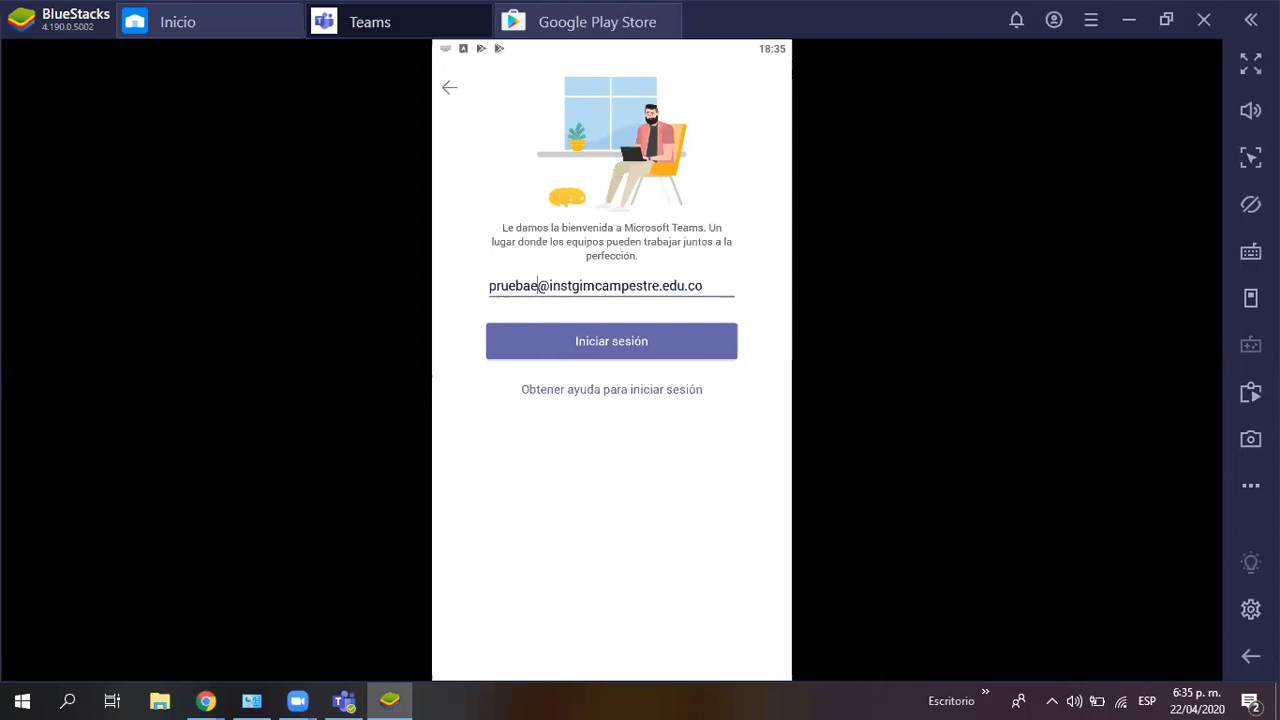 BlueStacks
4.190.0.5002
Inicio
Teams
Google Play Store
18:35
Le damos la bienvenida a Microsoft Teams. Un
lugar donde los equipos pueden trabajar juntos a la
perfección.
pruebae@instgimcampestre.edu.co
Iniciar sesión
Obtener ayuda para iniciar sesión
Escritorio
ESP
6:35 p. m.
22/04/2020
2